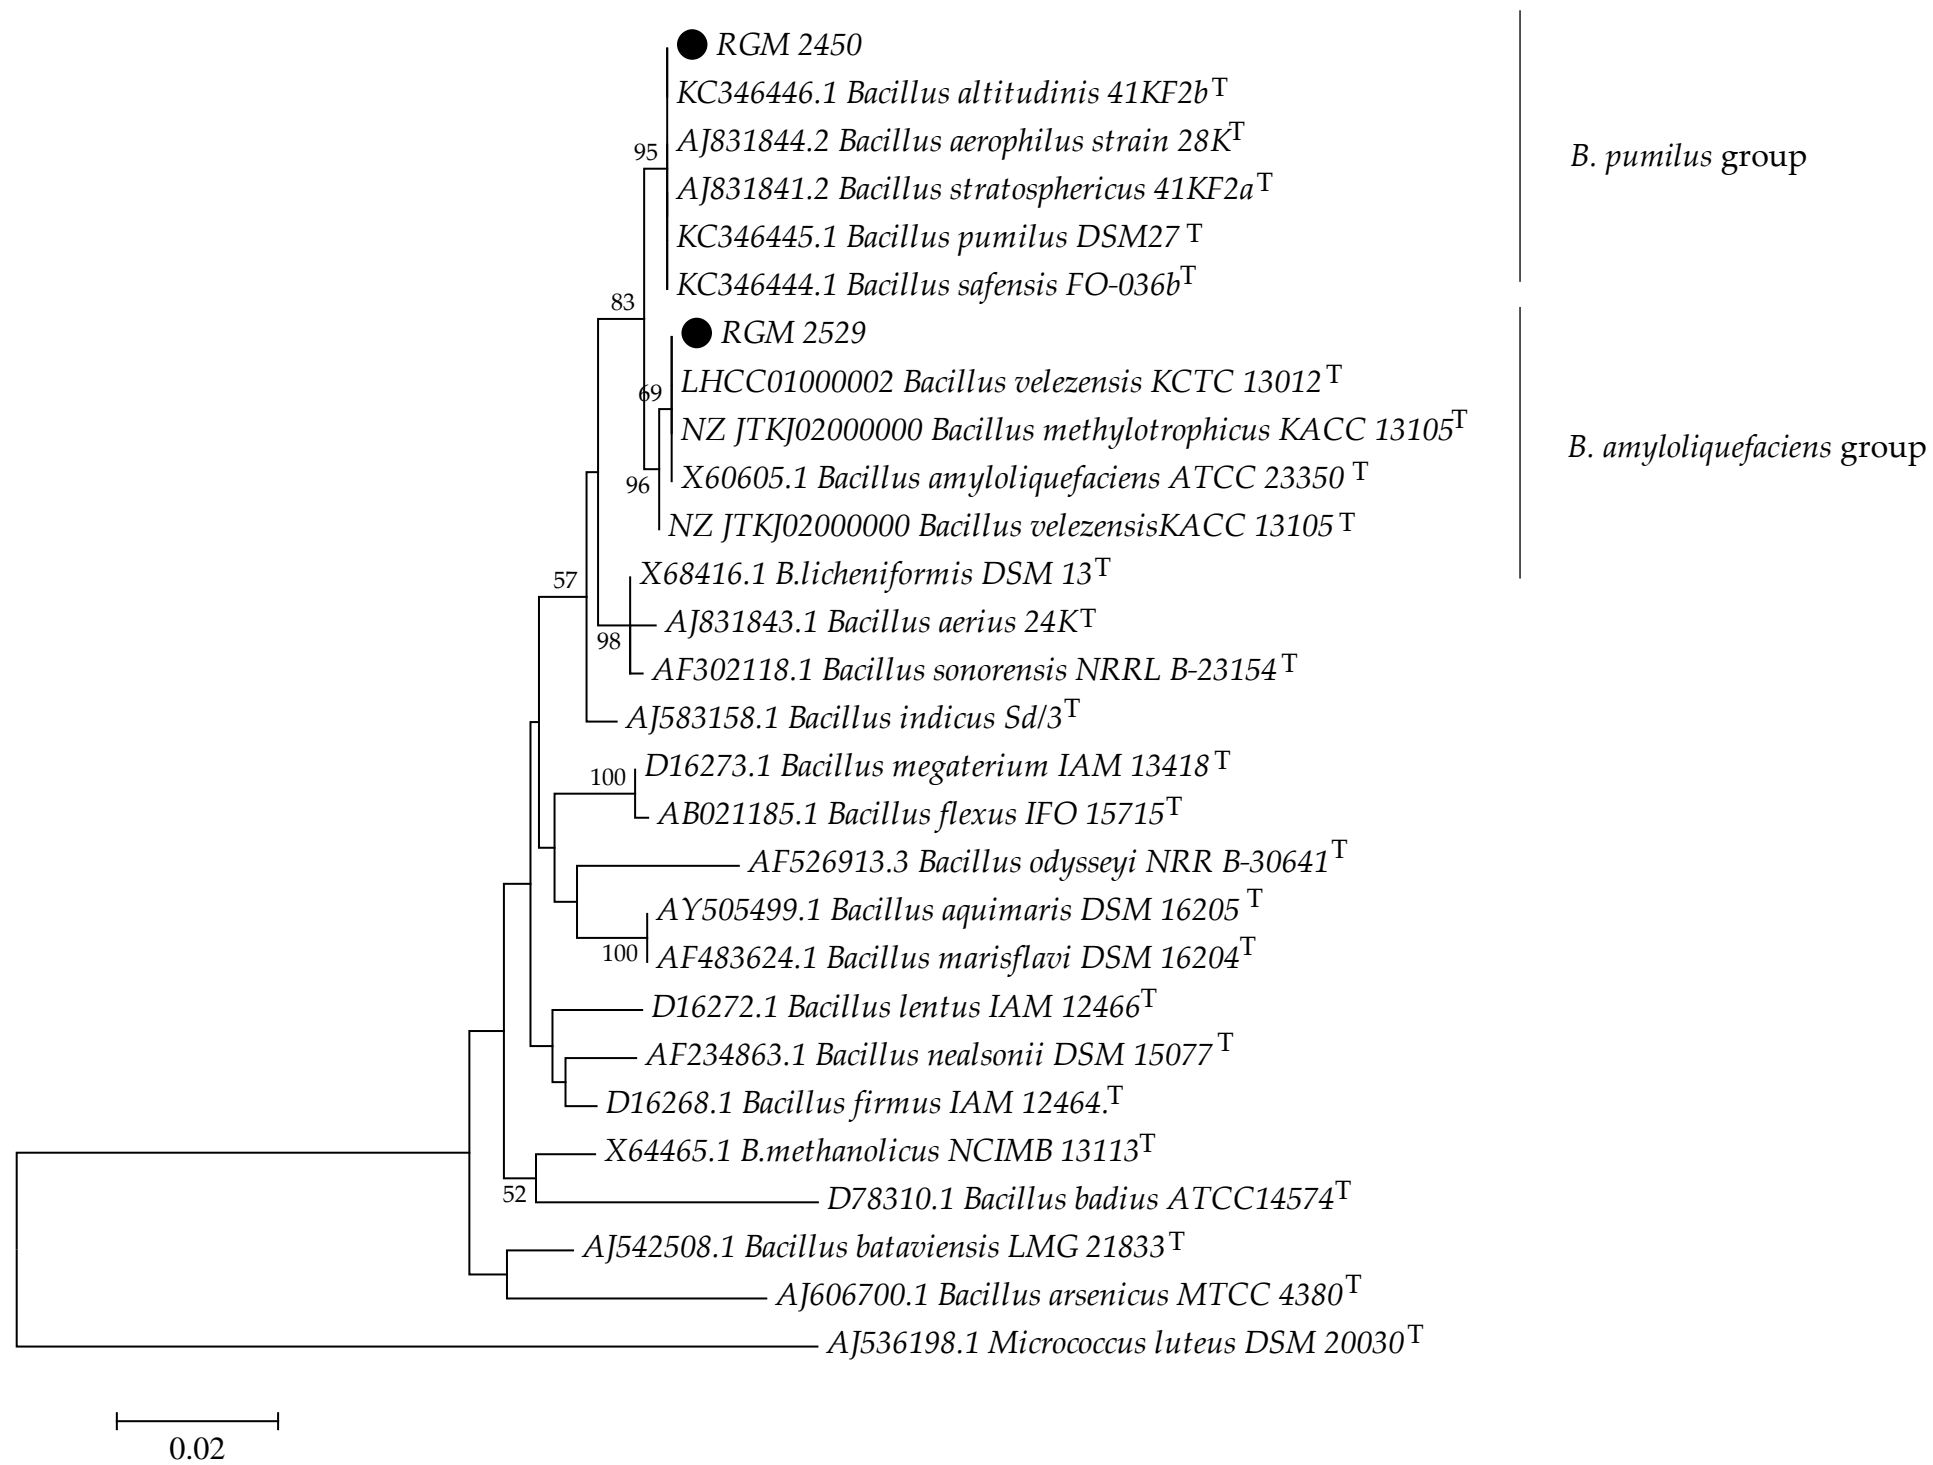 RGM 2450
KC346446.1 Bacillus altitudinis 41KF2b T
95
AJ831844.2 Bacillus aerophilus strain 28K T
B. pumilus group
AJ831841.2 Bacillus stratosphericus 41KF2a T
KC346445.1 Bacillus pumilus DSM27 T
KC346444.1 Bacillus safensis FO-036b T
83
RGM 2529
LHCC01000002 Bacillus velezensis KCTC 13012 T
69
NZ JTKJ02000000 Bacillus methylotrophicus KACC 13105 T
B. amyloliquefaciens group
X60605.1 Bacillus amyloliquefaciens ATCC 23350 T
96
NZ JTKJ02000000 Bacillus velezensisKACC 13105 T
57
X68416.1 B.licheniformis DSM 13 T
AJ831843.1 Bacillus aerius 24K T
98
AF302118.1 Bacillus sonorensis NRRL B-23154 T
AJ583158.1 Bacillus indicus Sd/3 T
100
D16273.1 Bacillus megaterium IAM 13418 T
AB021185.1 Bacillus flexus IFO 15715 T
AF526913.3 Bacillus odysseyi NRR B-30641 T
AY505499.1 Bacillus aquimaris DSM 16205 T
100
AF483624.1 Bacillus marisflavi DSM 16204 T
D16272.1 Bacillus lentus IAM 12466 T
AF234863.1 Bacillus nealsonii DSM 15077 T
D16268.1 Bacillus firmus IAM 12464. T
X64465.1 B.methanolicus NCIMB 13113 T
52
D78310.1 Bacillus badius ATCC14574 T
AJ542508.1 Bacillus bataviensis LMG 21833 T
AJ606700.1 Bacillus arsenicus MTCC 4380 T
AJ536198.1 Micrococcus luteus DSM 20030 T
0.02